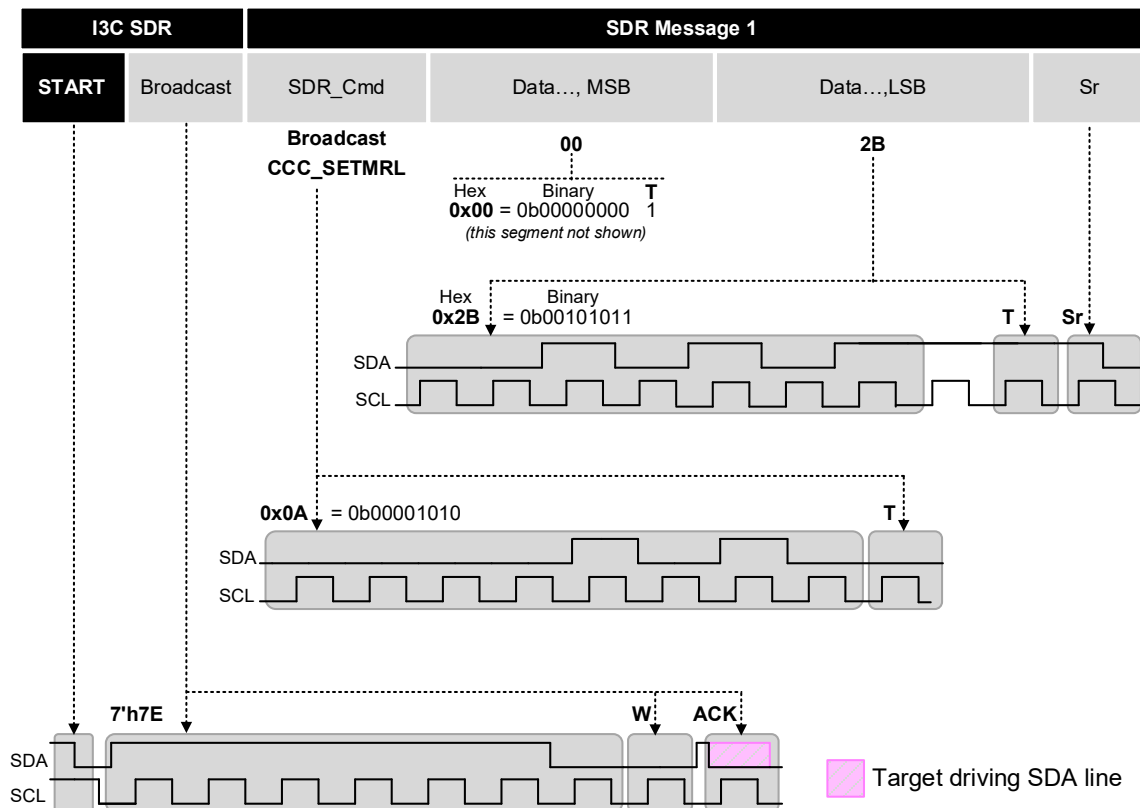 I3C SDR SDR Message 1
START Broadcast SDR_Cmd Data…, MSB Data…,LSB Sr
Broadcast
CCC_SETMRL
00
2B
Hex Binary T
0x00 = 0b00000000 1
(this segment not shown)
Hex Binary
0x2B = 0b00101011 T Sr
SDA
SCL
0x0A = 0b00001010 T
SDA
SCL
7'h7E W ACK
SDA
SCL
Target driving SDA line